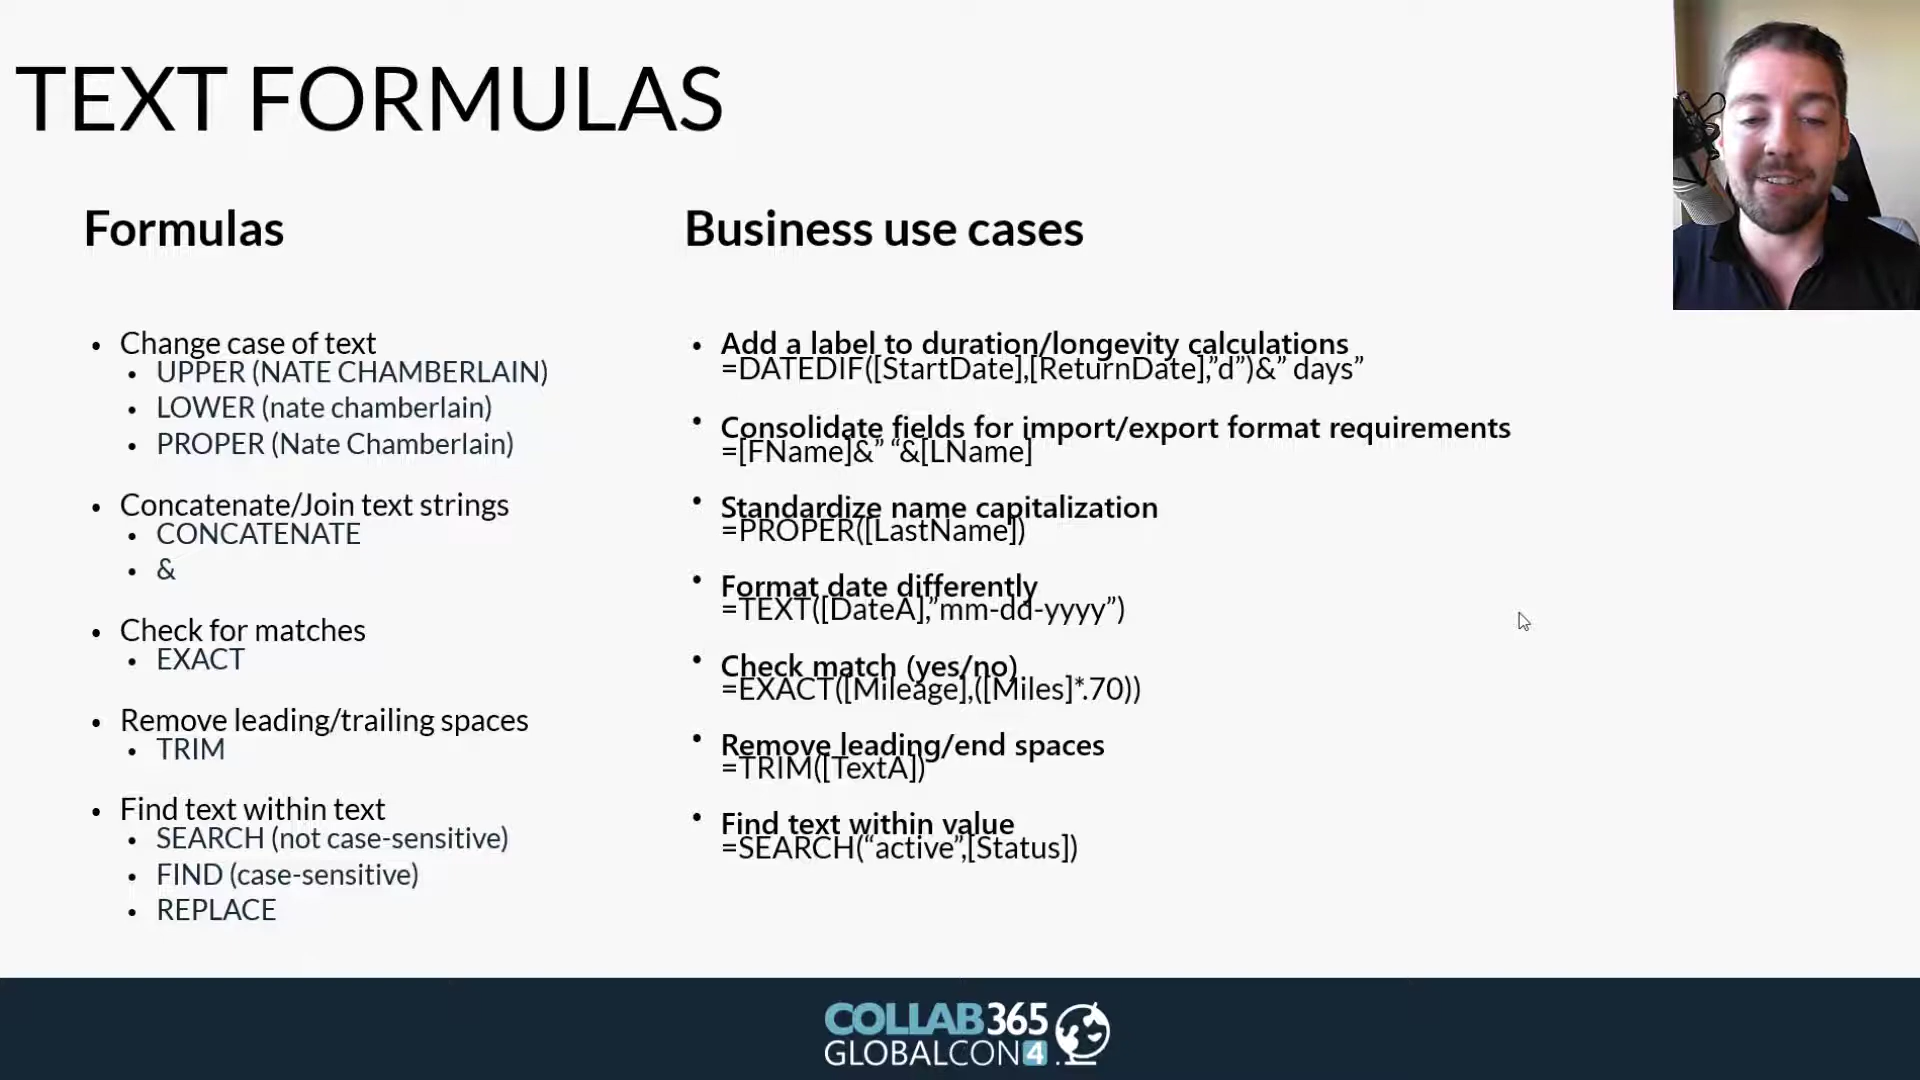 TEXT FORMULAS
Formulas
• Change case of text
• UPPER (NATE CHAMBERLAIN)
• LOWER (nate chamberlain)
• PROPER (Nate Chamberlain)
• Concatenate/Join text strings
• CONCATENATE
• &
• Check for matches
• EXACT
• Remove leading/trailing spaces
• TRIM
• Find text within text
• SEARCH (not case-sensitive)
• FIND (case-sensitive)
• REPLACE
Business use cases
• Add a label to duration/longevity calculations
=DATEDIF([StartDate],[ReturnDate],”d”)&” days”
• Consolidate fields for import/export format requirements
=[FName]&” “&[LName]
• Standardize name capitalization
=PROPER([LastName])
• Format date differently
=TEXT([DateA],”mm-dd-yyyy”)
• Check match (yes/no)
=EXACT([Mileage],([Miles]*.70))
• Remove leading/end spaces
=TRIM([TextA])
• Find text within value
=SEARCH(“active”,[Status])
COLLAB365
GLOBALCON4